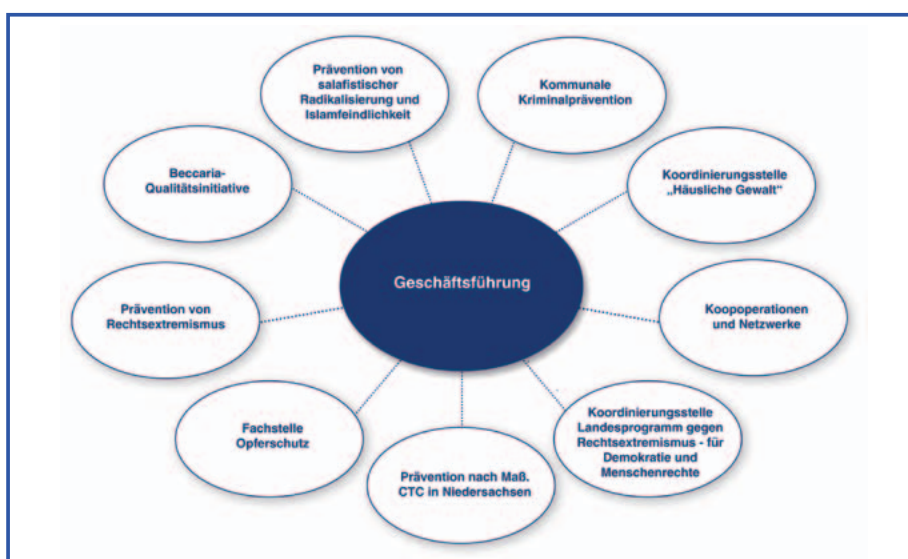 Prävention von
salafistischer
Radikalisierung und
Islamfeindlichkeit
Kommunale
Kriminalprävention
Beccaria-
Qualitätsinitiative
Koordinierungsstelle
„Häusliche Gewalt“
Geschäftsführung
Prävention von
Rechtsextremismus
Koopoperationen
und Netzwerke
Fachstelle
Opferschutz
Prävention nach Maß.
CTC in Niedersachsen
Koordinierungsstelle
Landesprogramm gegen
Rechtsextremismus - für
Demokratie und
Menschenrechte